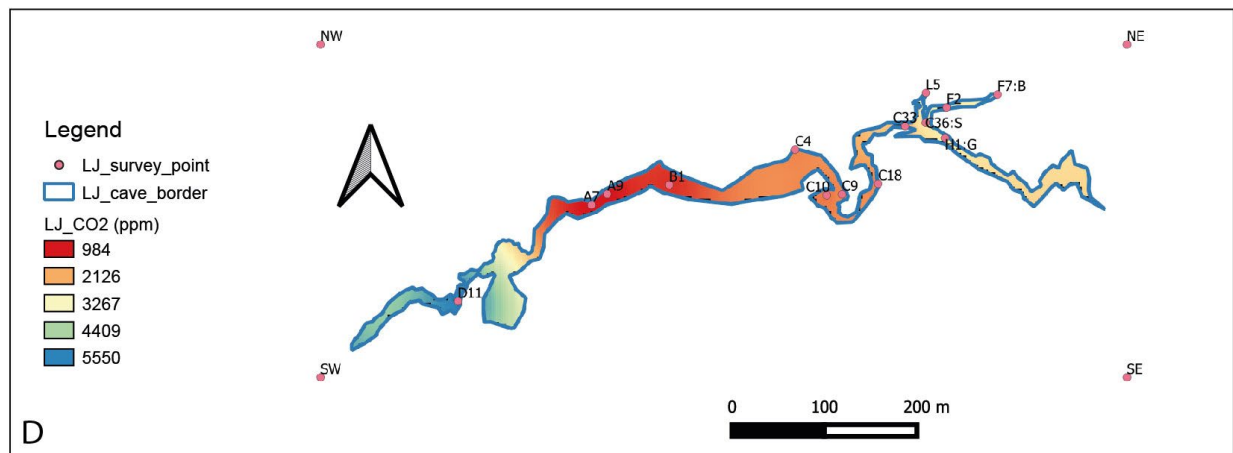 NW
NE
Legend
LJ_survey_point
LJ_cave_border
LJ_CO2 (ppm)
984
2126
3267
4409
5550
L5
F7:B
F2
C33
C36:S
H1:G
C4
C18
C10
C9
B1
A9
A7
D11
SW
SE
0 100 200 m
D